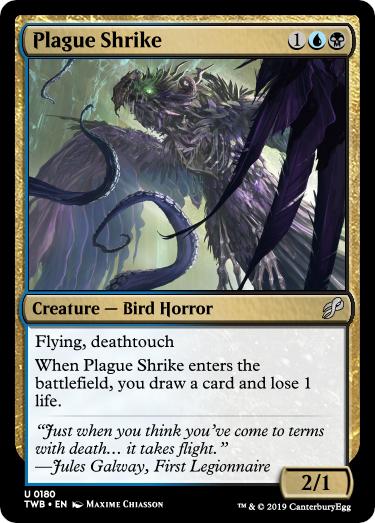 Plague Shrike 1
Creature — Bird Horror
Flying, deathtouch
When Plague Shrike enters the
battlefield, you draw a card and lose 1
life.
“Just when you think you’ve come to terms
with death… it takes flight.”
—Jules Galway, First Legionnaire
2/1
U 0180
TWB • EN Maxime Chiasson
™ & © 2019 CanterburyEgg